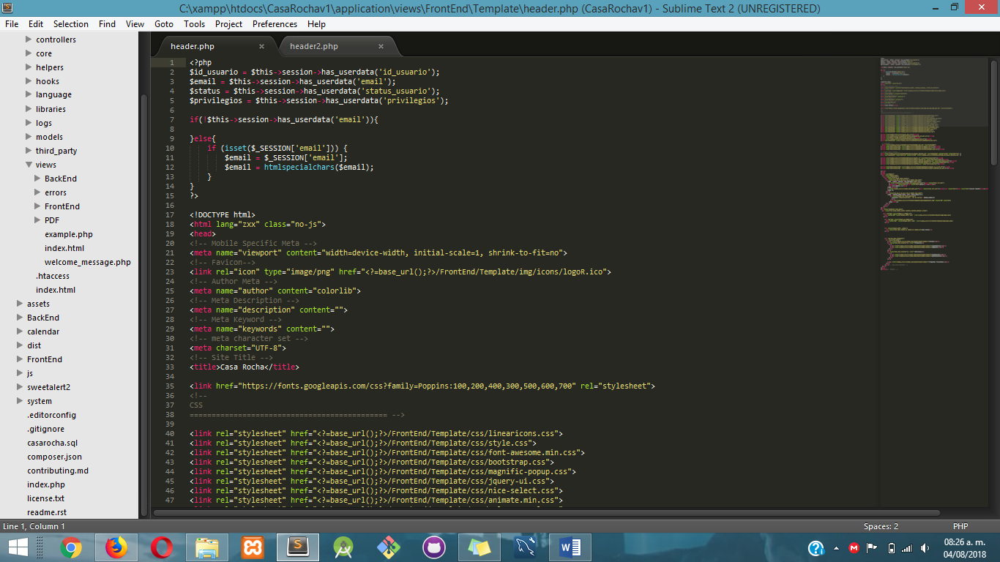 C:\xampp\htdocs\CasaRochav1\application\views\FrontEnd\Template\header.php (CasaRochav1) - Sublime Text 2 (UNREGISTERED)
File Edit Selection Find View Goto Tools Project Preferences Help
controllers
core
helpers
hooks
language
libraries
logs
models
third_party
views
BackEnd
errors
FrontEnd
PDF
example.php
index.html
welcome_message.php
.htaccess
index.html
assets
BackEnd
calendar
dist
FrontEnd
js
sweetalert2
system
.editorconfig
.gitignore
casarocha.sql
composer.json
contributing.md
index.php
license.txt
readme.rst
header.php × header2.php ×
1 <?php
2 $id_usuario = $this->session->has_userdata('id_usuario');
3 $email = $this->session->has_userdata('email');
4 $status = $this->session->has_userdata('status_usuario');
5 $privilegios = $this->session->has_userdata('privilegios');
6
7 if(!$this->session->has_userdata('email')){
8
9 }else{
10 if (isset($_SESSION['email'])) {
11 $email = $_SESSION['email'];
12 $email = htmlspecialchars($email);
13 }
14 }
15 ?>
16
17 <!DOCTYPE html>
18 <html lang="zxx" class="no-js">
19 <head>
20 <!-- Mobile Specific Meta -->
21 <meta name="viewport" content="width=device-width, initial-scale=1, shrink-to-fit=no">
22 <!-- Favicon-->
23 <link rel="icon" type="image/png" href="<?=base_url();?>/FrontEnd/Template/img/icons/logoR.ico">
24 <!-- Author Meta -->
25 <meta name="author" content="colorlib">
26 <!-- Meta Description -->
27 <meta name="description" content="">
28 <!-- Meta Keyword -->
29 <meta name="keywords" content="">
30 <!-- meta character set -->
31 <meta charset="UTF-8">
32 <!-- Site Title -->
33 <title>Casa Rocha</title>
34
35 <link href="https://fonts.googleapis.com/css?family=Poppins:100,200,400,300,500,600,700" rel="stylesheet">
36 <!--
37 CSS
38 ============================================= -->
39
40 <link rel="stylesheet" href="<?=base_url();?>/FrontEnd/Template/css/linearicons.css">
41 <link rel="stylesheet" href="<?=base_url();?>/FrontEnd/Template/css/style.css">
42 <link rel="stylesheet" href="<?=base_url();?>/FrontEnd/Template/css/font-awesome.min.css">
43 <link rel="stylesheet" href="<?=base_url();?>/FrontEnd/Template/css/bootstrap.css">
44 <link rel="stylesheet" href="<?=base_url();?>/FrontEnd/Template/css/magnific-popup.css">
45 <link rel="stylesheet" href="<?=base_url();?>/FrontEnd/Template/css/jquery-ui.css">
46 <link rel="stylesheet" href="<?=base_url();?>/FrontEnd/Template/css/nice-select.css">
47 <link rel="stylesheet" href="<?=base_url();?>/FrontEnd/Template/css/animate.min.css">
Line 1, Column 1 Spaces: 2 PHP
08:26 a. m.
04/08/2018